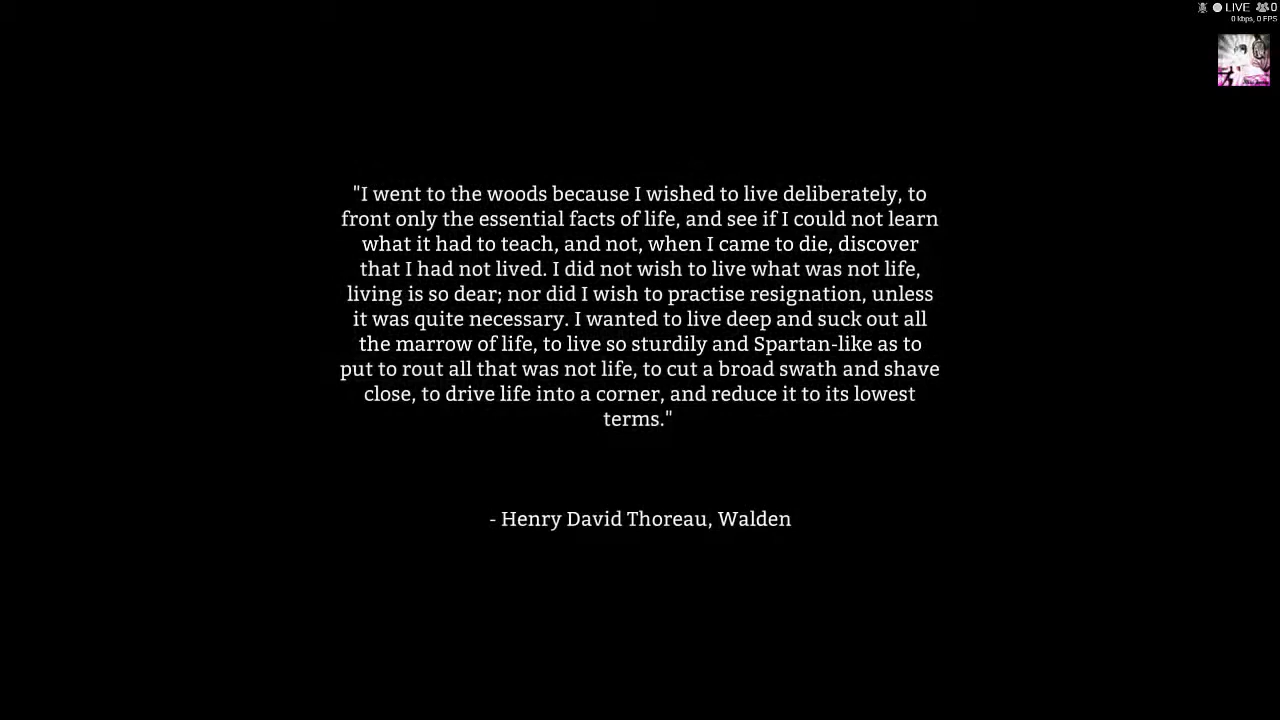 LIVE 0
0 kbps, 0 FPS
"I went to the woods because I wished to live deliberately, to
front only the essential facts of life, and see if I could not learn
what it had to teach, and not, when I came to die, discover
that I had not lived. I did not wish to live what was not life,
living is so dear; nor did I wish to practise resignation, unless
it was quite necessary. I wanted to live deep and suck out all
the marrow of life, to live so sturdily and Spartan-like as to
put to rout all that was not life, to cut a broad swath and shave
close, to drive life into a corner, and reduce it to its lowest
terms."
- Henry David Thoreau, Walden